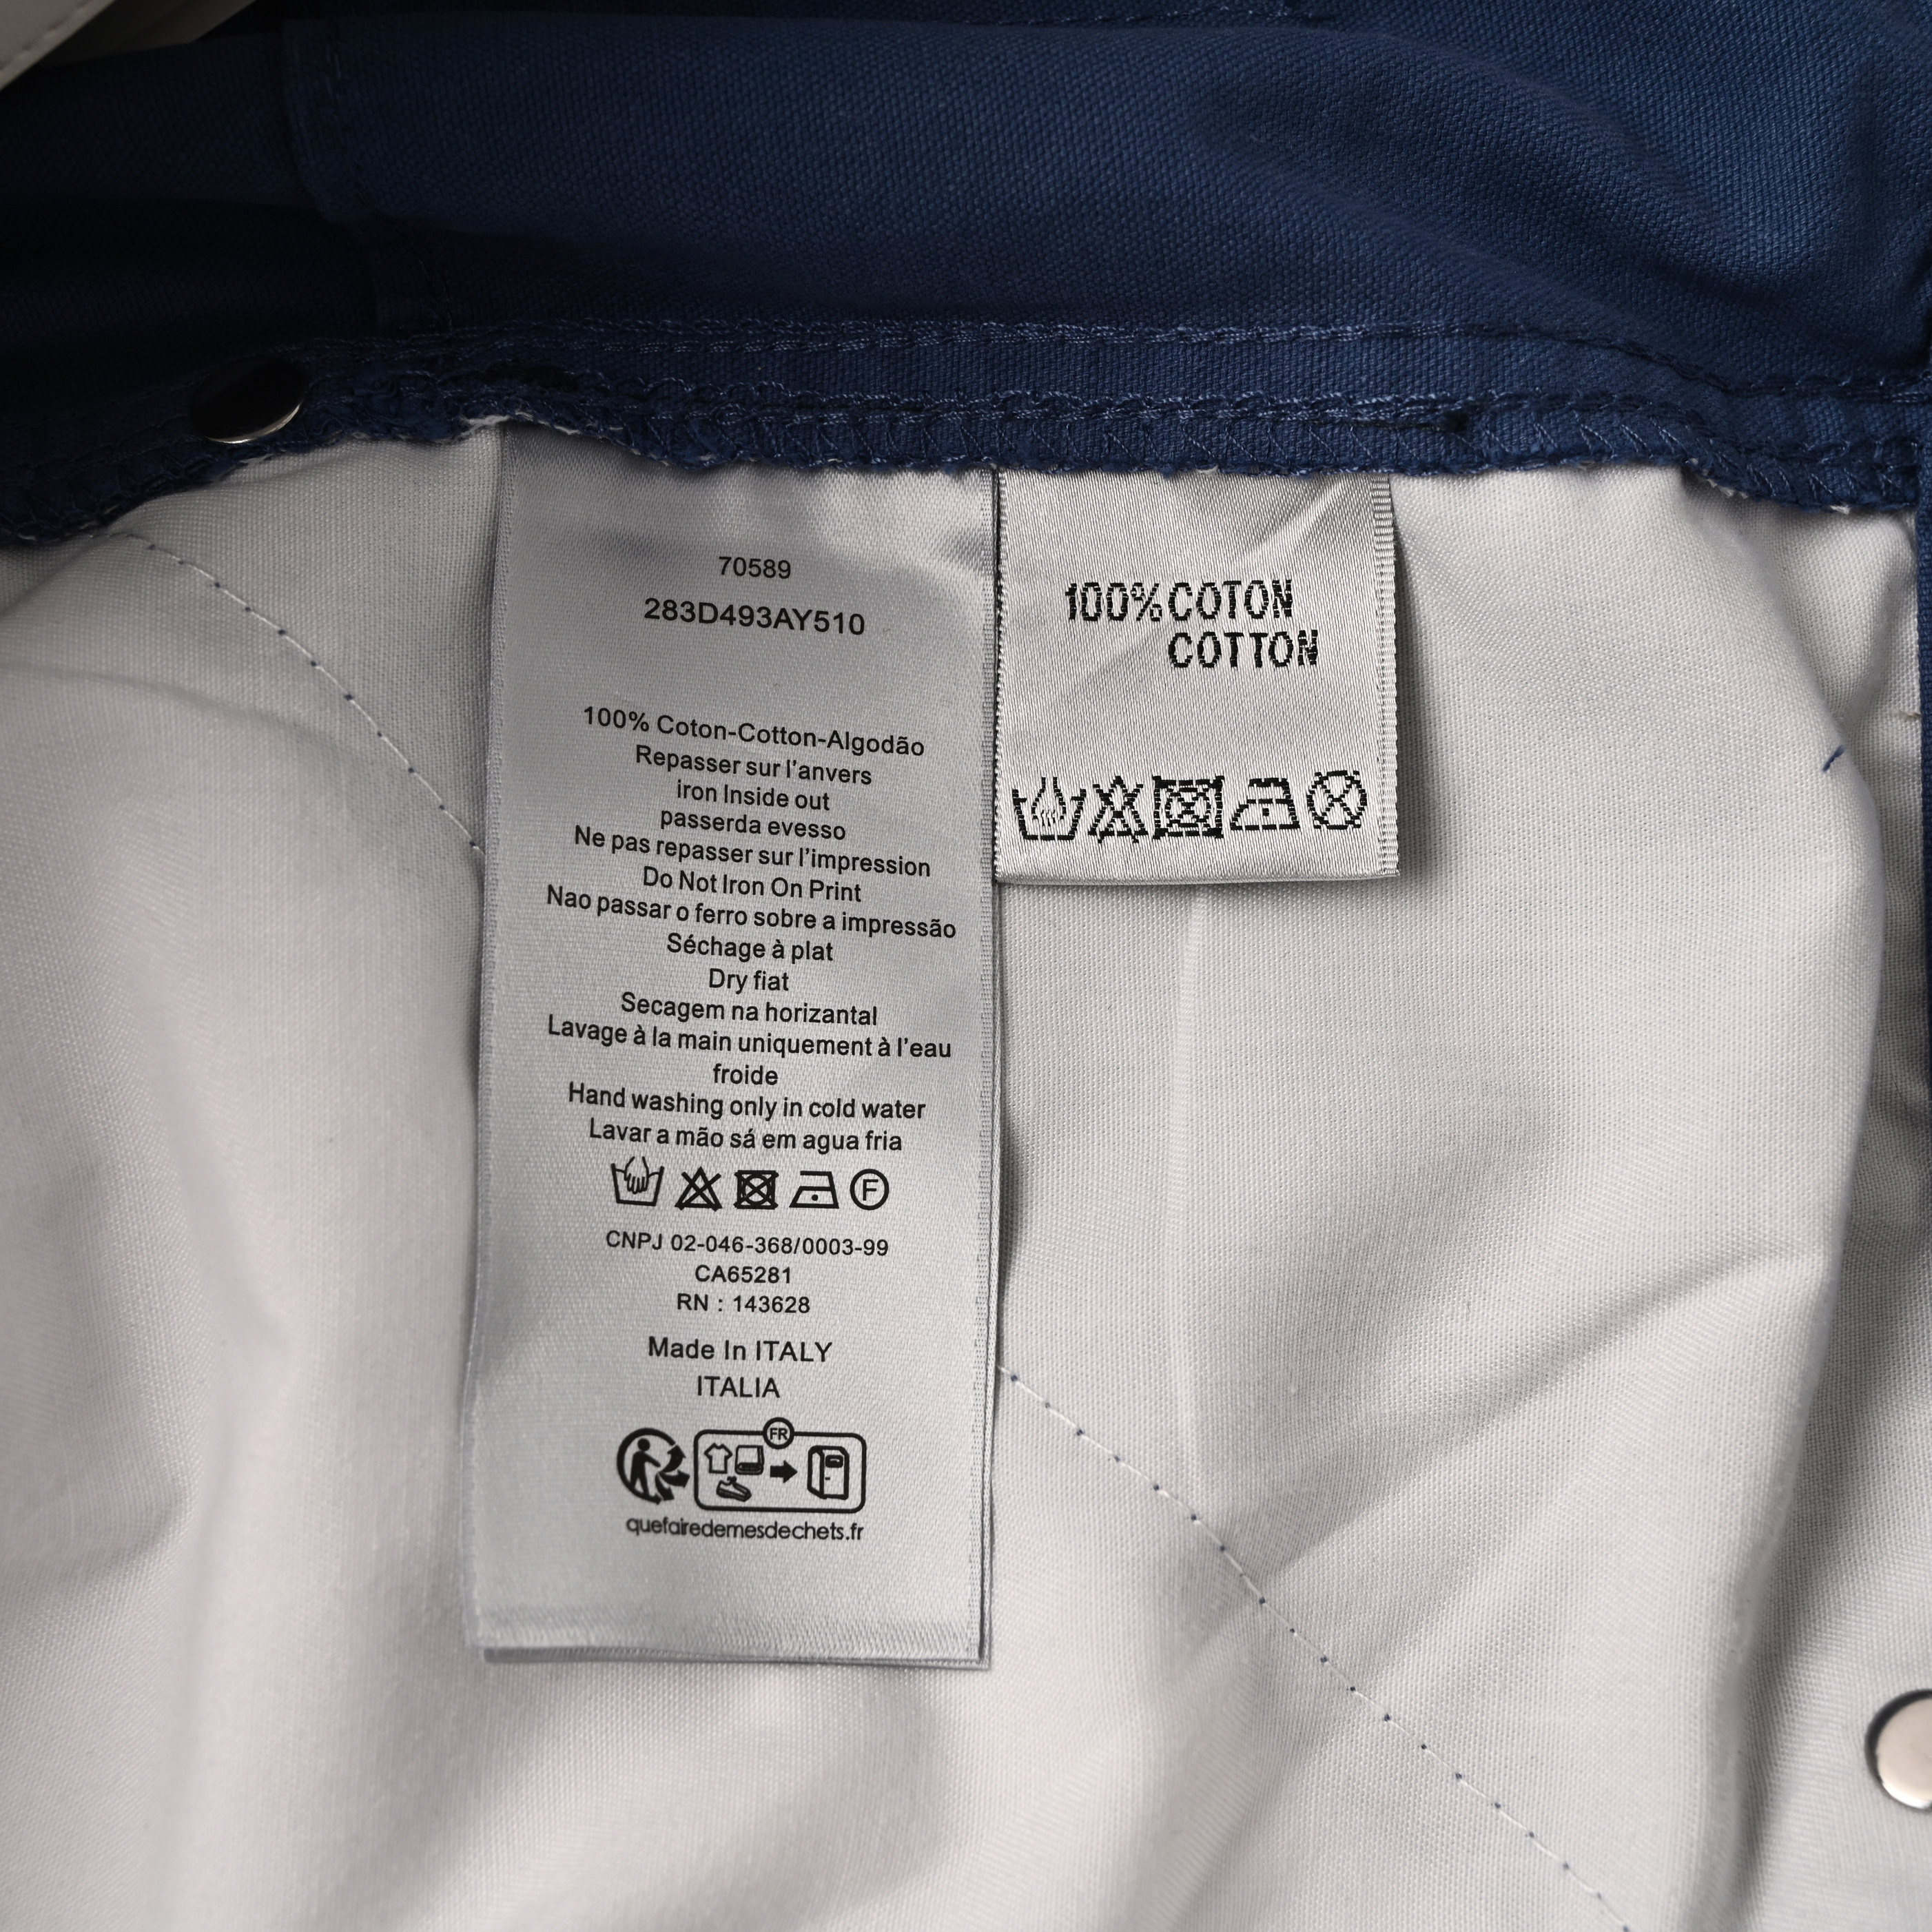 70589
283D493AY510
100% Coton-Cotton-Algodão
Repasser sur l'anvers
iron Inside out
passerda evesso
Ne pas repasser sur l'impression
Do Not Iron On Print
Nao passar o ferro sobre a impressão
Séchage à plat
Dry fiat
Secagem na horizantal
Lavage à la main uniquement à l'eau
froide
Hand washing only in cold water
Lavar a mão sá em agua fria
F
CNPJ 02-046-368/0003-99
CA65281
RN : 143628
Made In ITALY
ITALIA
FR
quefairedemesdechets.fr
100% COTON
COTTON